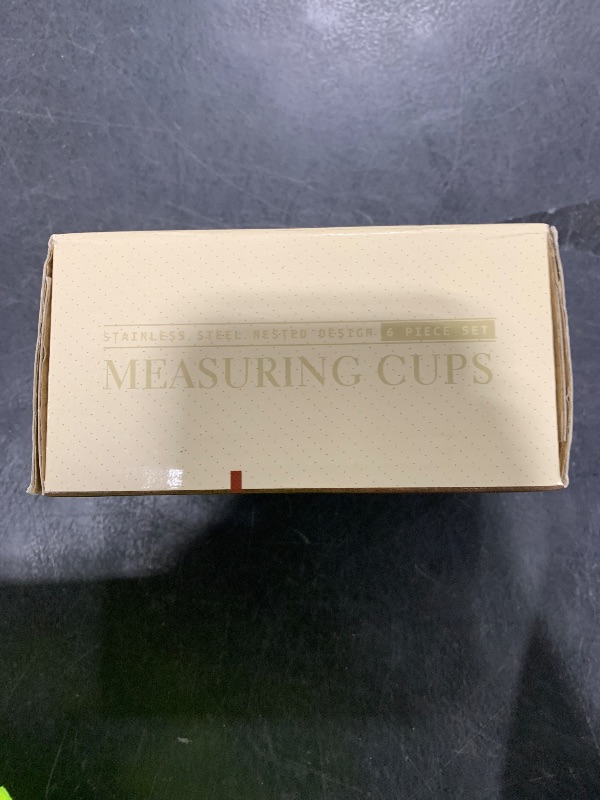 STAINLESS STEEL NESTED DESIGN 6 PIECE SET
MEASURING CUPS